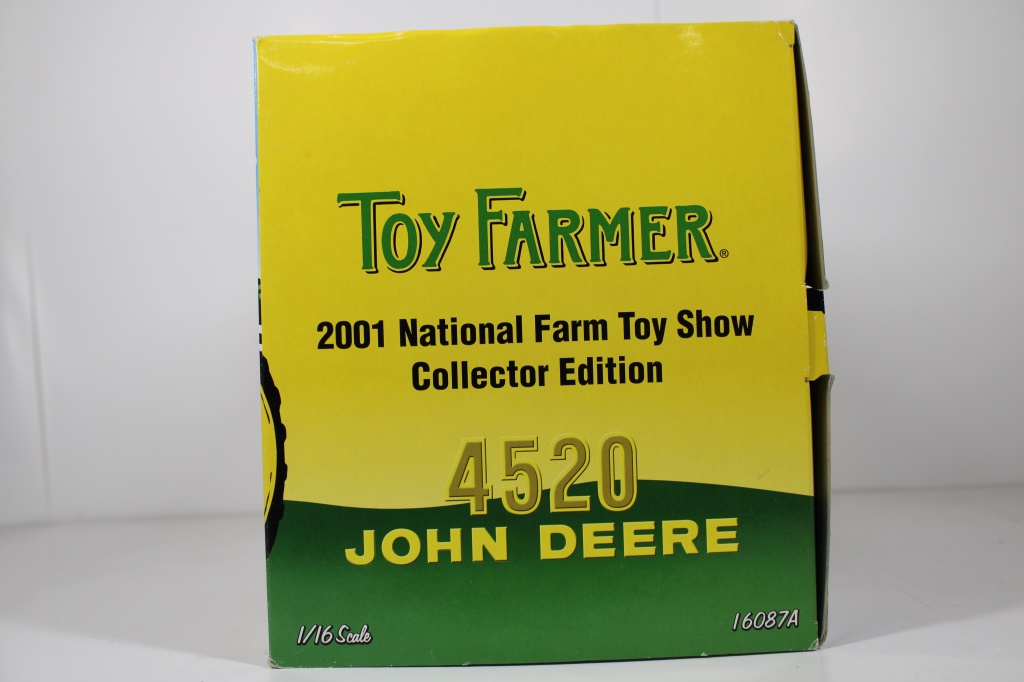 TOY FARMER®
2001 National Farm Toy Show
Collector Edition
4520
JOHN DEERE
1/16 Scale
16087A